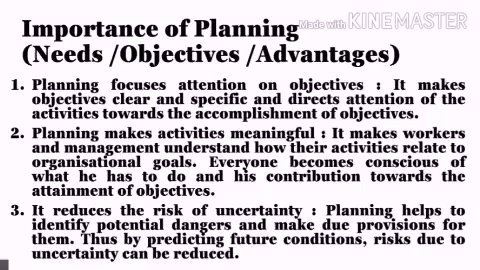 Importance of Planning
Made with KINEMASTER
(Needs /Objectives /Advantages)
1. Planning focuses attention on objectives : It makes
objectives clear and specific and directs attention of the
activities towards the accomplishment of objectives.
2. Planning makes activities meaningful : It makes workers
and management understand how their activities relate to
organisational goals. Everyone becomes conscious of
what he has to do and his contribution towards the
attainment of objectives.
3. It reduces the risk of uncertainty : Planning helps to
identify potential dangers and make due provisions for
them. Thus by predicting future conditions, risks due to
uncertainty can be reduced.